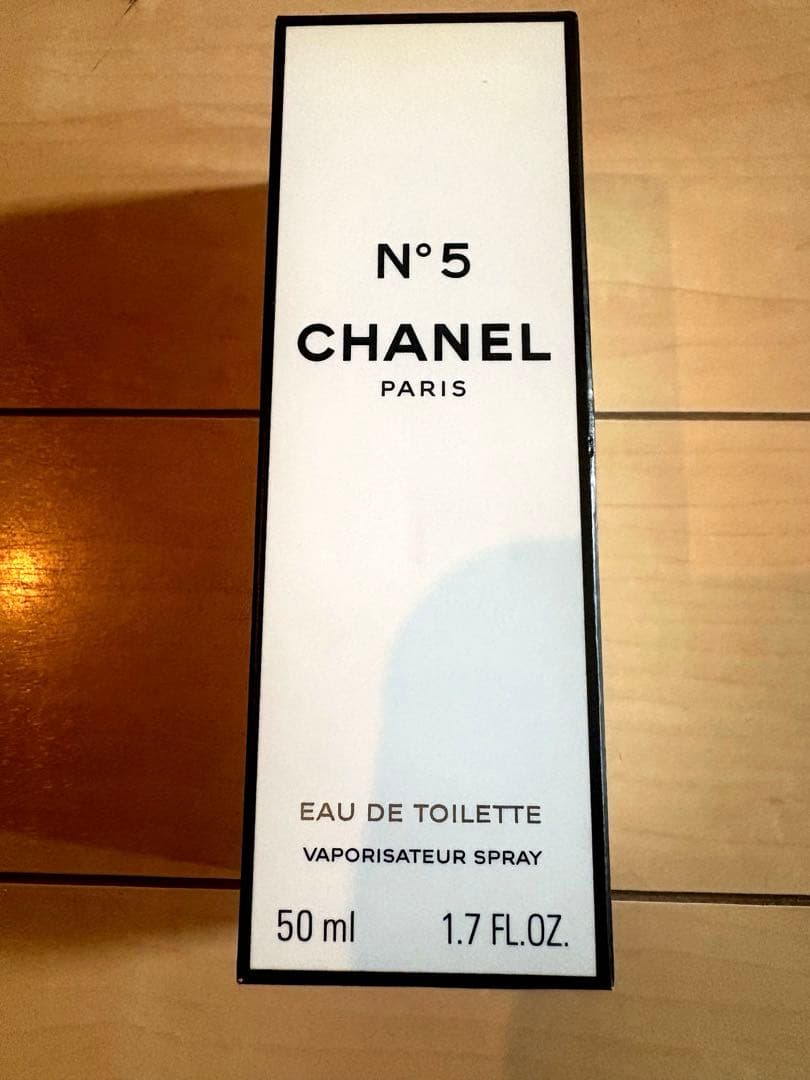 N°5
CHANEL
PARIS
EAU DE TOILETTE
VAPORISATEUR SPRAY
50 ml 1.7 FL.OZ.